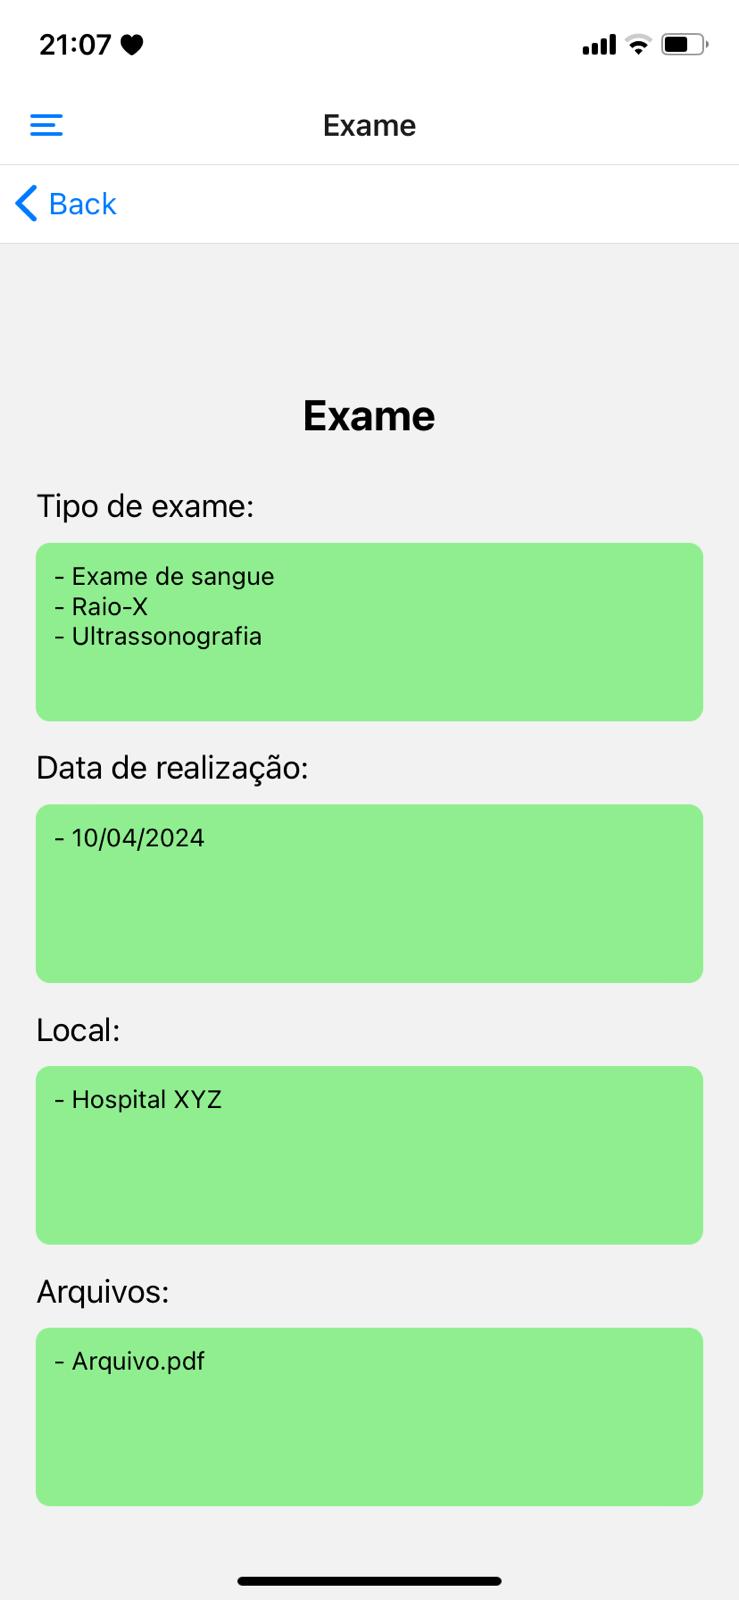 21:07
Exame
Back
Exame
Tipo de exame:
- Exame de sangue
- Raio-X
- Ultrassonografia
Data de realização:
- 10/04/2024
Local:
- Hospital XYZ
Arquivos:
- Arquivo.pdf